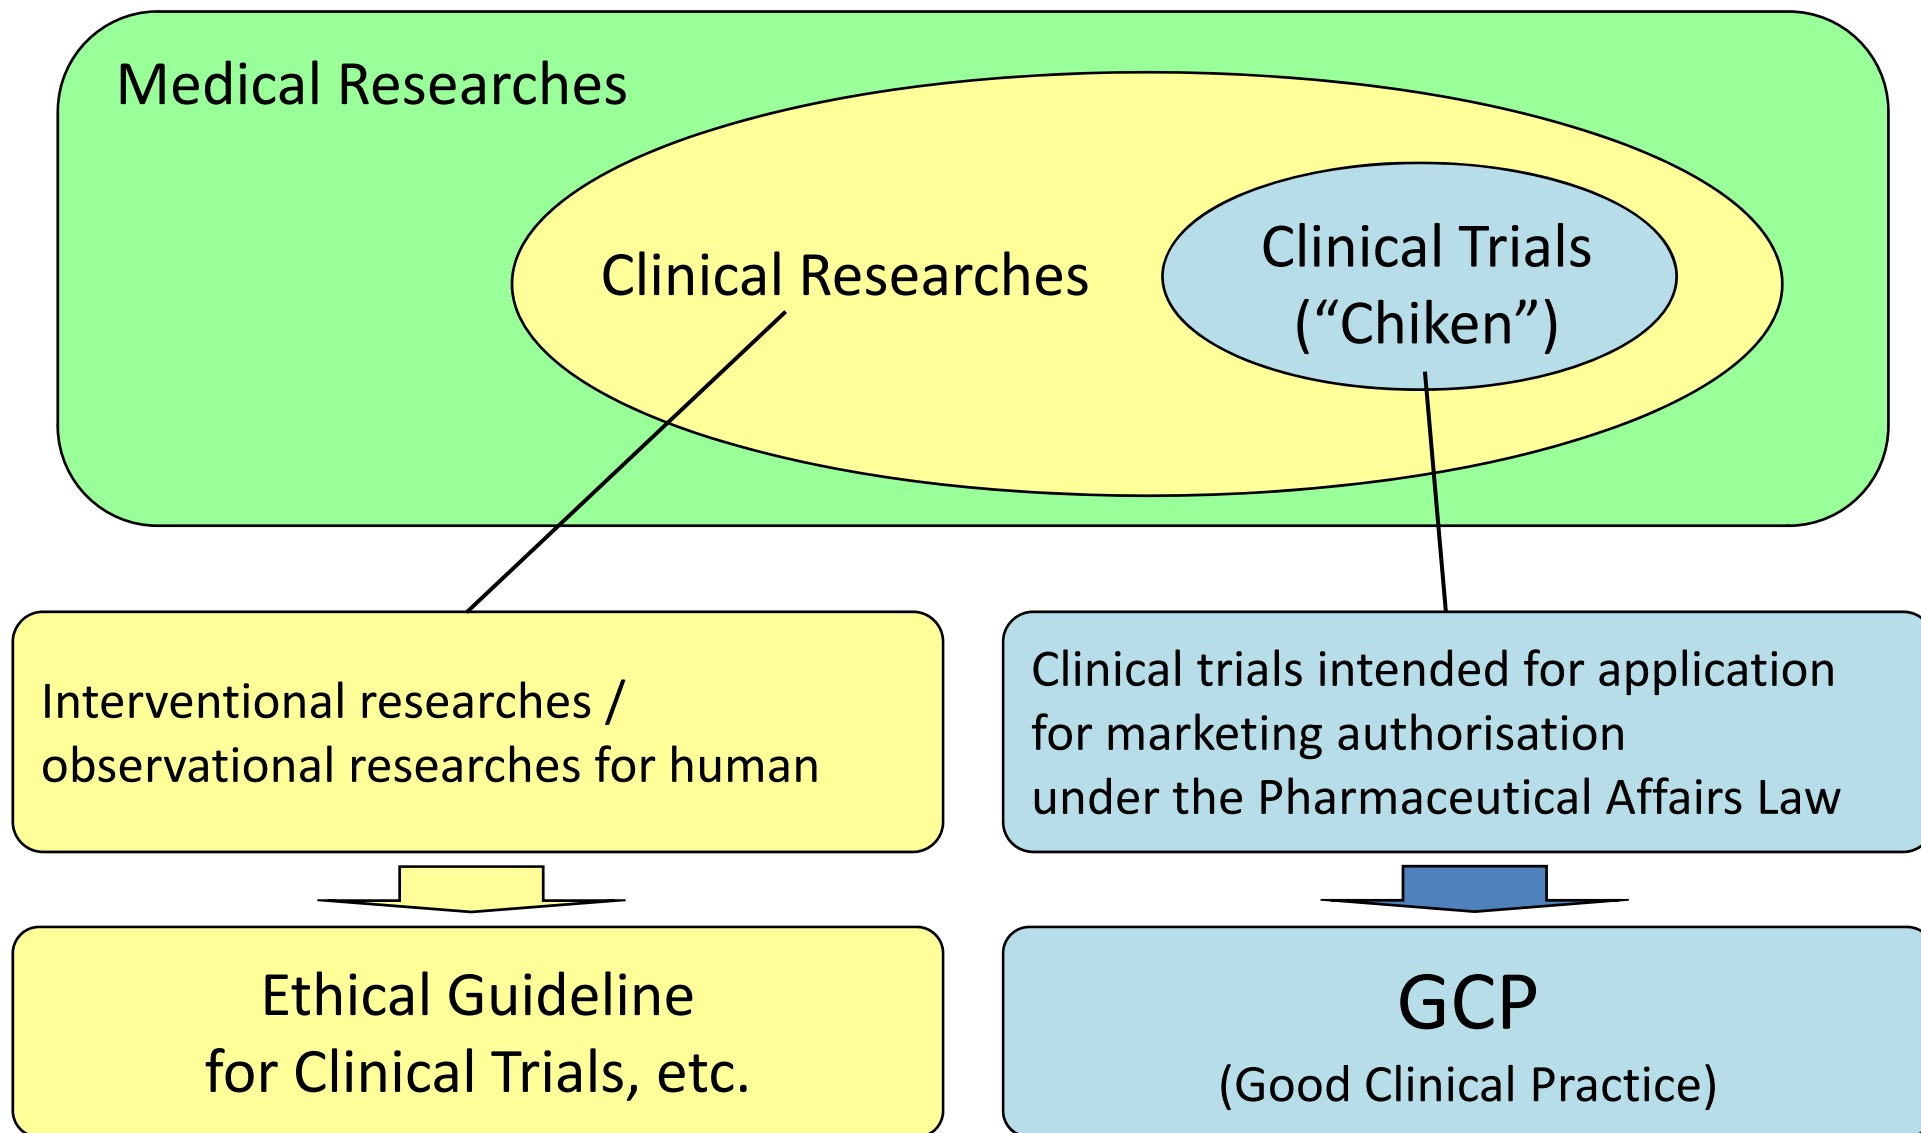 Medical Researches
Clinical Researches
Clinical Trials
(“Chiken”)
Interventional researches /
observational researches for human
Clinical trials intended for application
for marketing authorisation
under the Pharmaceutical Affairs Law
Ethical Guideline
for Clinical Trials, etc.
GCP
(Good Clinical Practice)